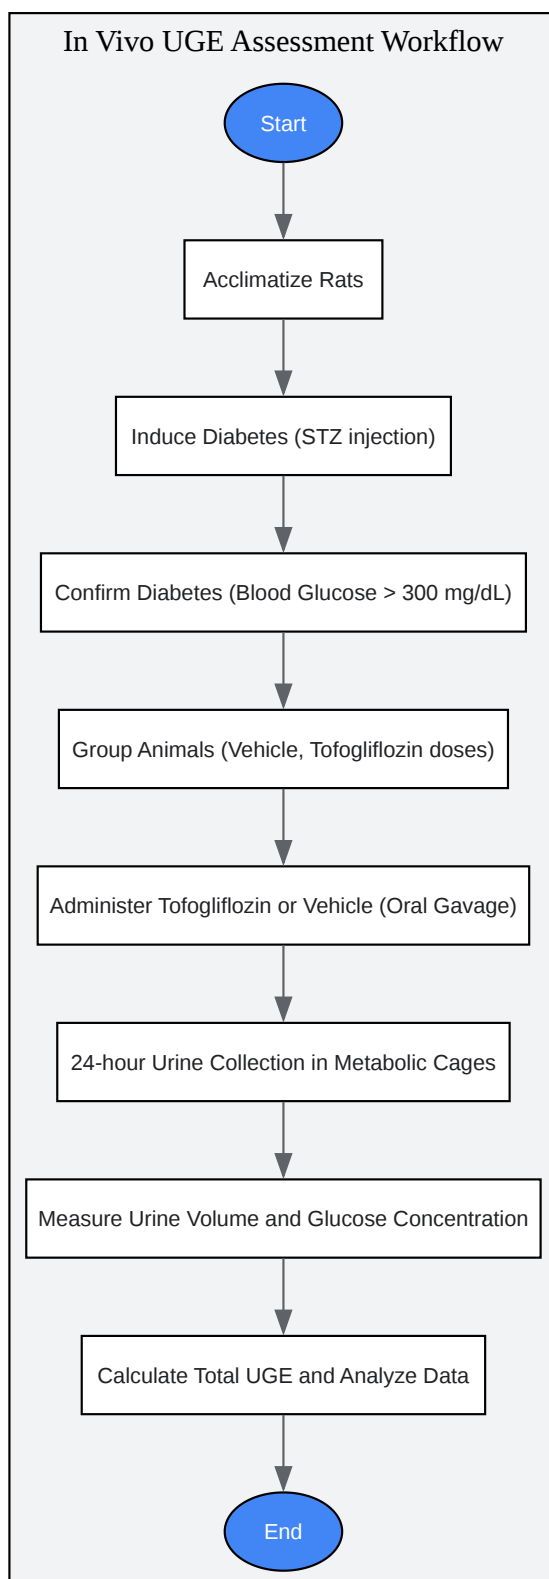 In Vivo UGE Assessment Workflow
Start
Acclimatize Rats
Induce Diabetes (STZ injection)
Confirm Diabetes (Blood Glucose > 300 mg/dL)
Group Animals (Vehicle, Tofogliflozin doses)
Administer Tofogliflozin or Vehicle (Oral Gavage)
24-hour Urine Collection in Metabolic Cages
Measure Urine Volume and Glucose Concentration
Calculate Total UGE and Analyze Data
End